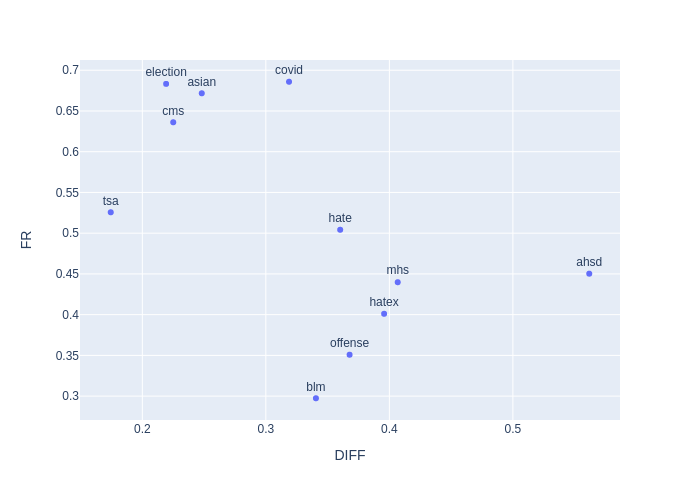 0.7
0.65
0.6
0.55
0.5
0.45
0.4
0.35
0.3
FR
election
asian
covid
cms
tsa
hate
mhs
ahsd
hatex
offense
blm
0.2
0.3
0.4
0.5
DIFF